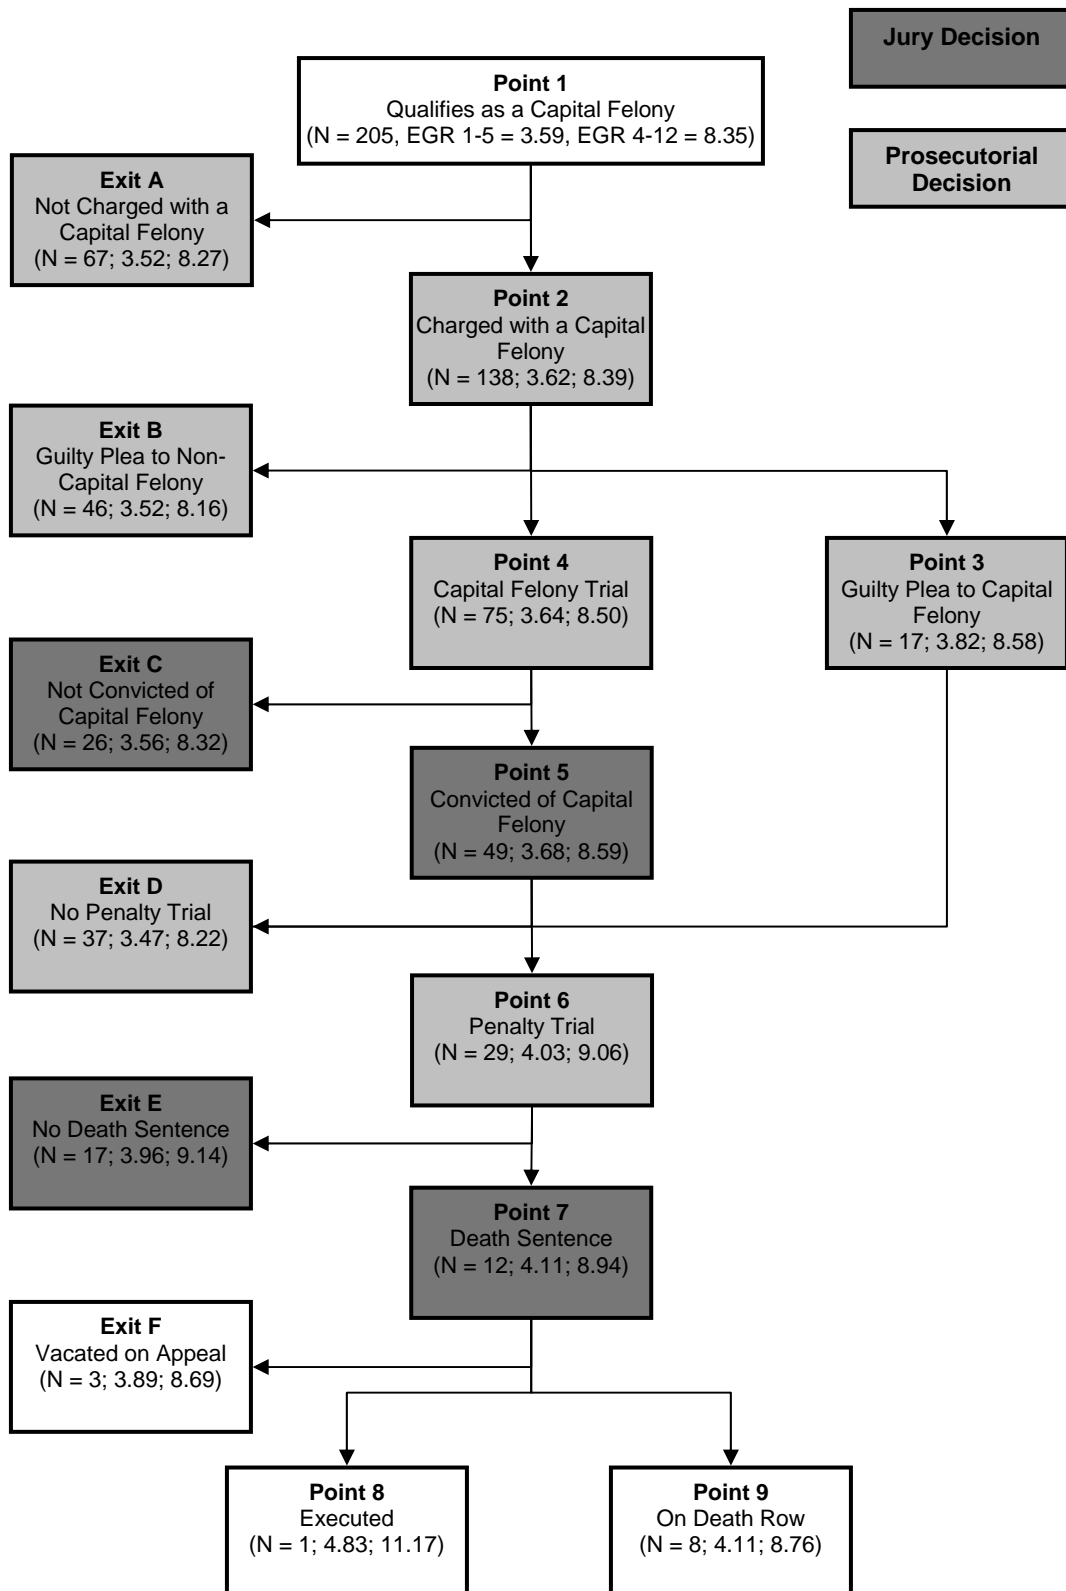 Jury Decision
Point 1
Qualifies as a Capital Felony
(N = 205, EGR 1-5 = 3.59, EGR 4-12 = 8.35)
Prosecutorial
Decision
Exit A
Not Charged with a
Capital Felony
(N = 67; 3.52; 8.27)
Point 2
Charged with a Capital
Felony
(N = 138; 3.62; 8.39)
Exit B
Guilty Plea to Non-
Capital Felony
(N = 46; 3.52; 8.16)
Point 4
Capital Felony Trial
(N = 75; 3.64; 8.50)
Point 3
Guilty Plea to Capital
Felony
(N = 17; 3.82; 8.58)
Exit C
Not Convicted of
Capital Felony
(N = 26; 3.56; 8.32)
Point 5
Convicted of Capital
Felony
(N = 49; 3.68; 8.59)
Exit D
No Penalty Trial
(N = 37; 3.47; 8.22)
Point 6
Penalty Trial
(N = 29; 4.03; 9.06)
Exit E
No Death Sentence
(N = 17; 3.96; 9.14)
Point 7
Death Sentence
(N = 12; 4.11; 8.94)
Exit F
Vacated on Appeal
(N = 3; 3.89; 8.69)
Point 8
Executed
(N = 1; 4.83; 11.17)
Point 9
On Death Row
(N = 8; 4.11; 8.76)